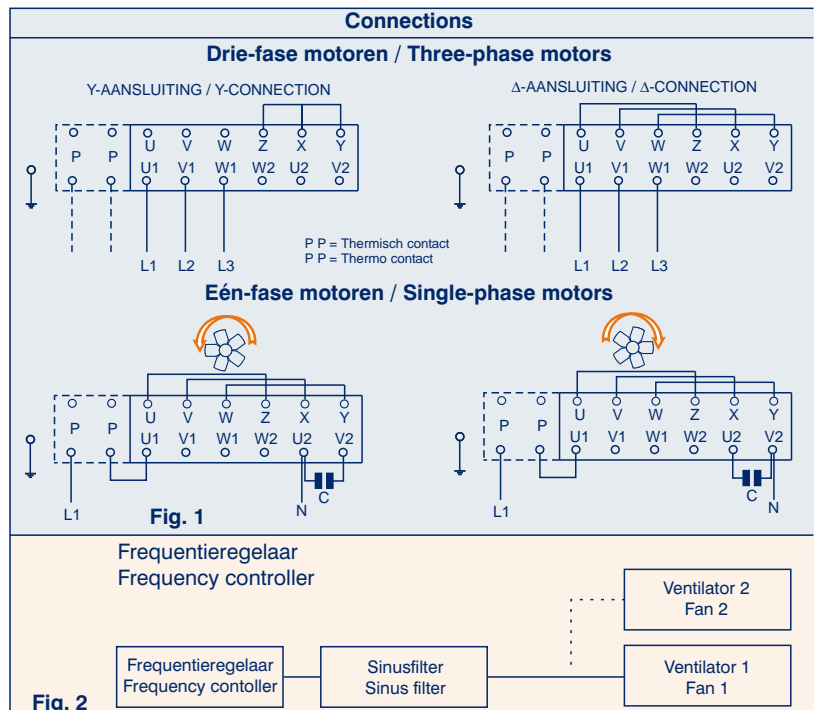 Connections
Drie-fase motoren / Three-phase motors
Y-AANSLUITING / Y-CONNECTION
Δ-AANSLUITING / Δ-CONNECTION
P P U V W Z X Y
U1 V1 W1 W2 U2 V2
L1 L2 L3
P P U V W Z X Y
U1 V1 W1 W2 U2 V2
L1 L2 L3
P P = Thermisch contact
P P = Thermo contact
Eén-fase motoren / Single-phase motors
P P U V W Z X Y
U1 V1 W1 W2 U2 V2
C
L1 N
P P U V W Z X Y
U1 V1 W1 W2 U2 V2
C
L1 N
Fig. 1
Frequentieregelaar
Frequency controller
Ventilator 2
Fan 2
Frequentieregelaar
Frequency contoller
Sinusfilter
Sinus filter
Ventilator 1
Fan 1
Fig. 2